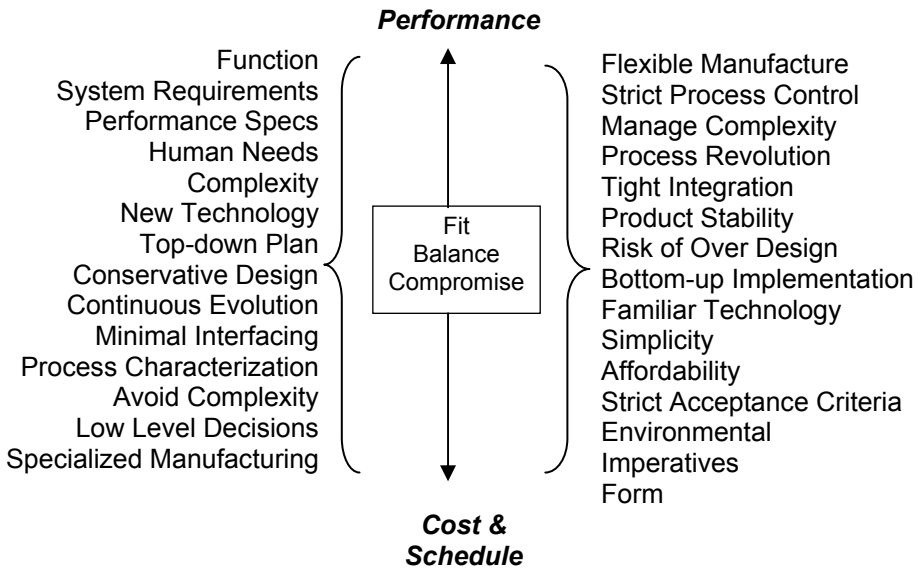 Performance
Function
System Requirements
Performance Specs
Human Needs
Complexity
New Technology
Top-down Plan
Conservative Design
Continuous Evolution
Minimal Interfacing
Process Characterization
Avoid Complexity
Low Level Decisions
Specialized Manufacturing
Fit
Balance
Compromise
Flexible Manufacture
Strict Process Control
Manage Complexity
Process Revolution
Tight Integration
Product Stability
Risk of Over Design
Bottom-up Implementation
Familiar Technology
Simplicity
Affordability
Strict Acceptance Criteria
Environmental
Imperatives
Form
Cost &
Schedule